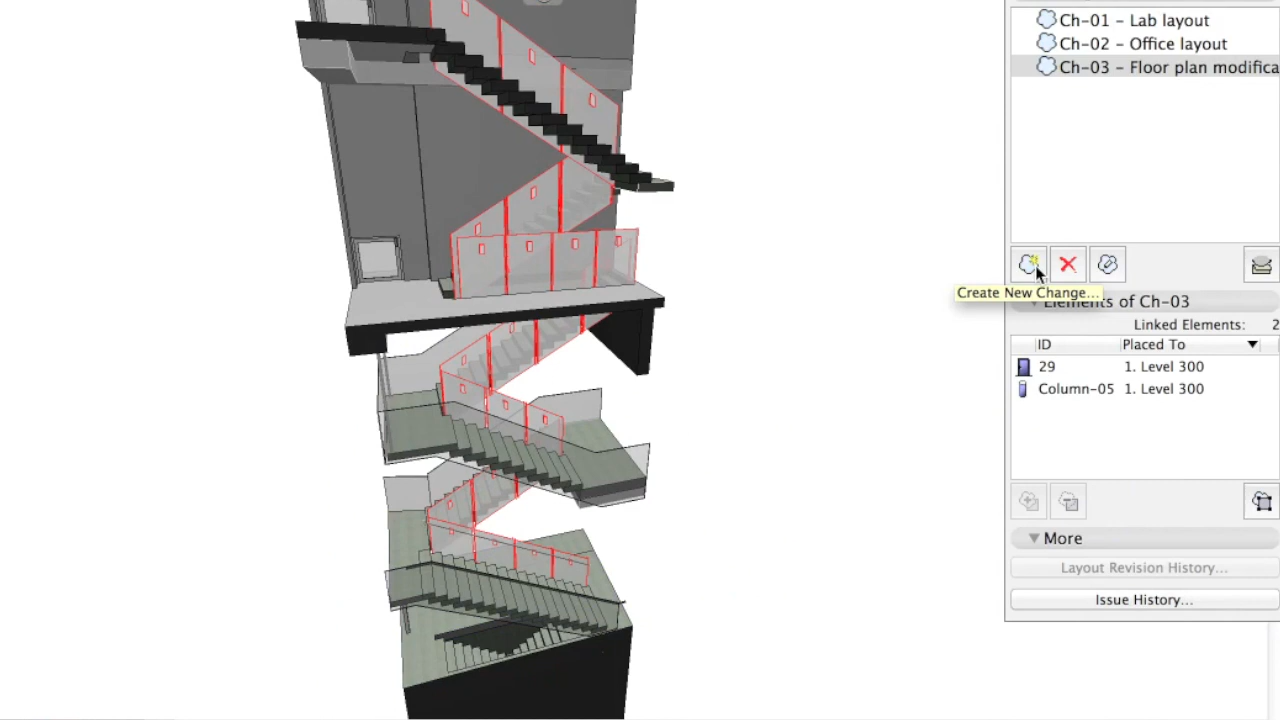 Ch-01 - Lab layout
Ch-02 - Office layout
Ch-03 - Floor plan modifica
Create New Change...
Elements of Ch-03
Linked Elements: 2
ID Placed To
29 1. Level 300
Column-05 1. Level 300
More
Layout Revision History...
Issue History...